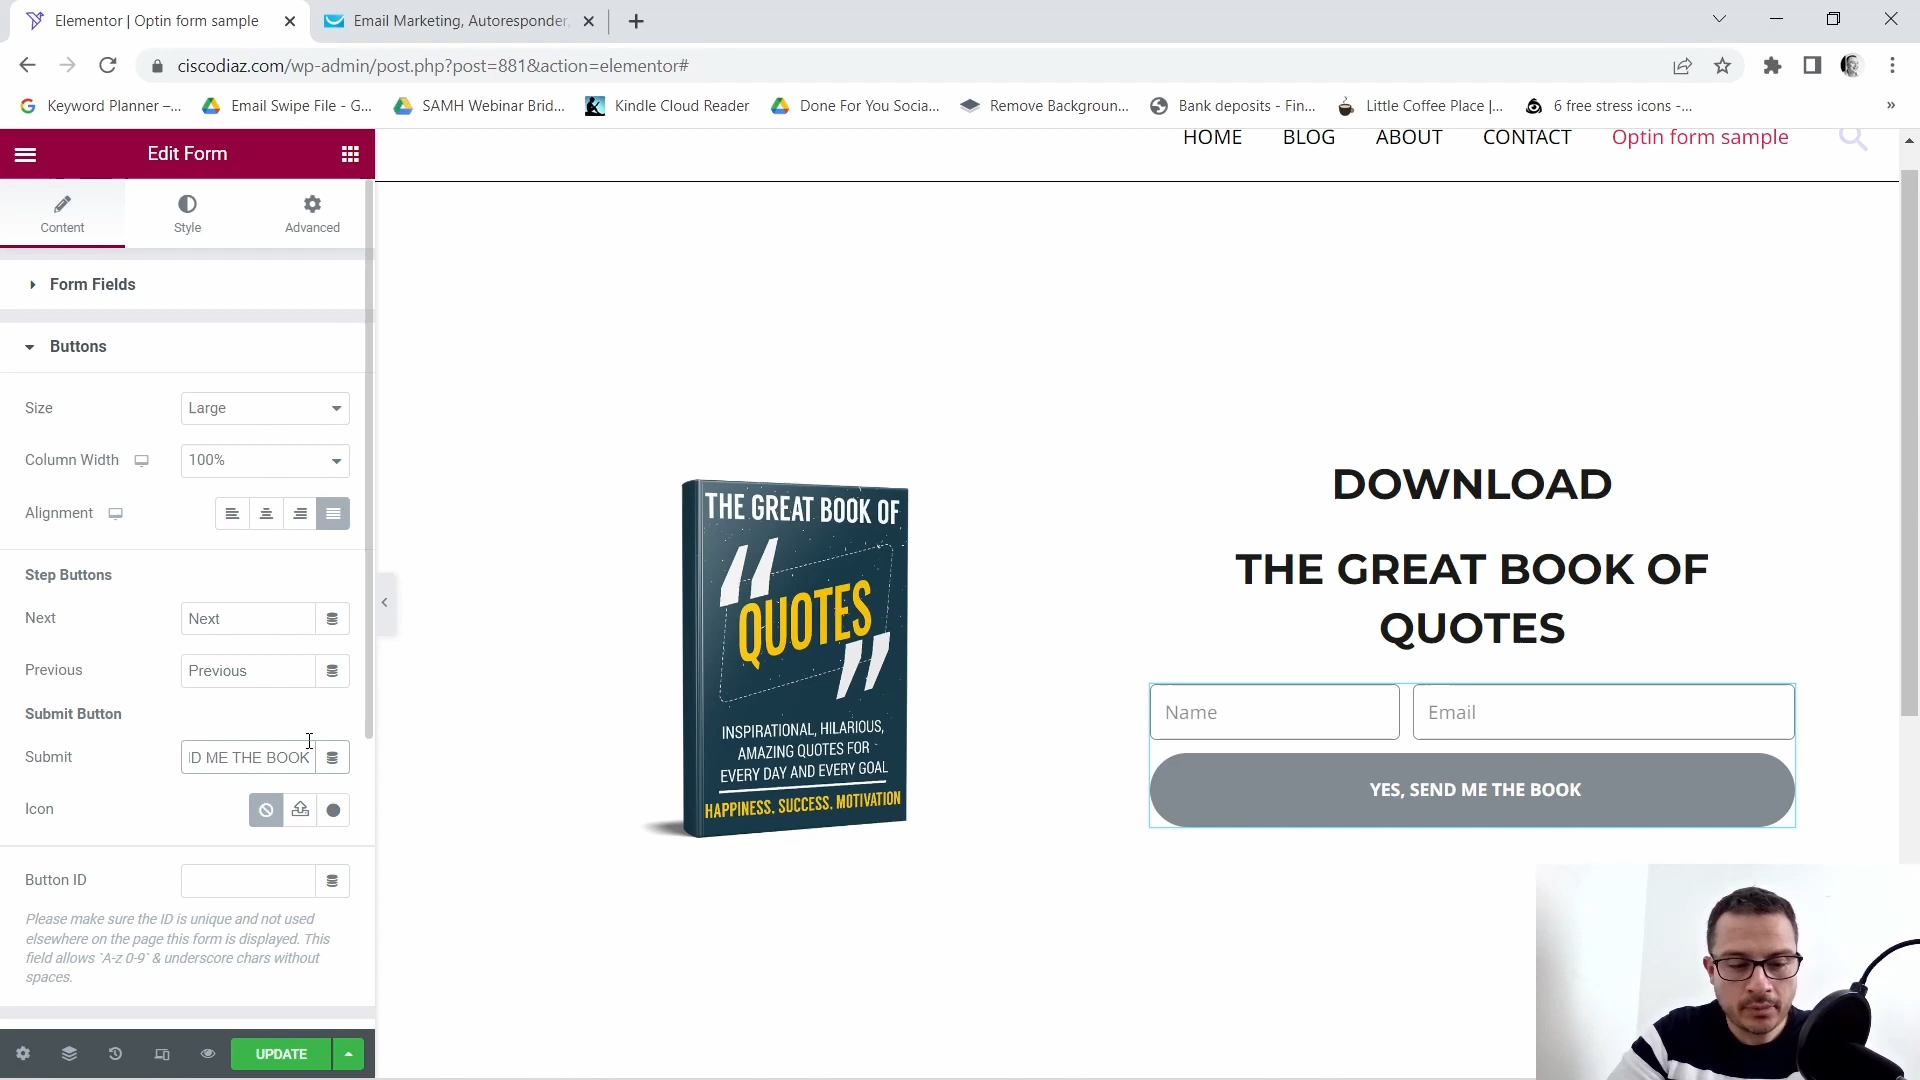 Elementor | Optin form sample
Email Marketing, Autoresponder,
ciscodiaz.com/wp-admin/post.php?post=881&action=elementor#
Keyword Planner –...
Email Swipe File - G...
SAMH Webinar Brid...
Kindle Cloud Reader
Done For You Socia...
Remove Backgroun...
Bank deposits - Fin...
Little Coffee Place |...
6 free stress icons -...
»
Edit Form
Content
Style
Advanced
Form Fields
Buttons
Size
Large
Column Width
100%
Alignment
Step Buttons
Next
Next
Previous
Previous
Submit Button
Submit
ID ME THE BOOK
Icon
Button ID
Please make sure the ID is unique and not used
elsewhere on the page this form is displayed. This
field allows `A-z 0-9` & underscore chars without
spaces.
UPDATE
HOME
BLOG
ABOUT
CONTACT
Optin form sample
THE GREAT BOOK OF
QUOTES
INSPIRATIONAL, HILARIOUS,
AMAZING QUOTES FOR
EVERY DAY AND EVERY GOAL
HAPPINESS. SUCCESS. MOTIVATION
DOWNLOAD
THE GREAT BOOK OF
QUOTES
Name
Email
YES, SEND ME THE BOOK